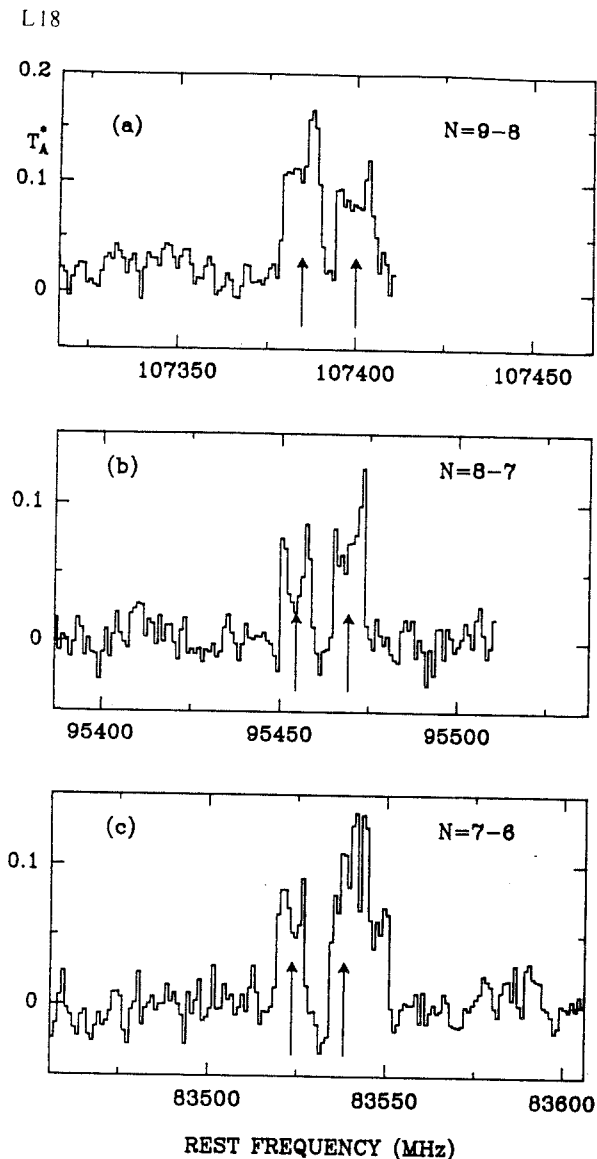 L18
0.2
(a)
N=9-8
T*A
0.1
0
107350 107400 107450
(b)
N=8-7
0.1
0
95400 95450 95500
(c)
N=7-6
0.1
0
83500 83550 83600
REST FREQUENCY (MHz)